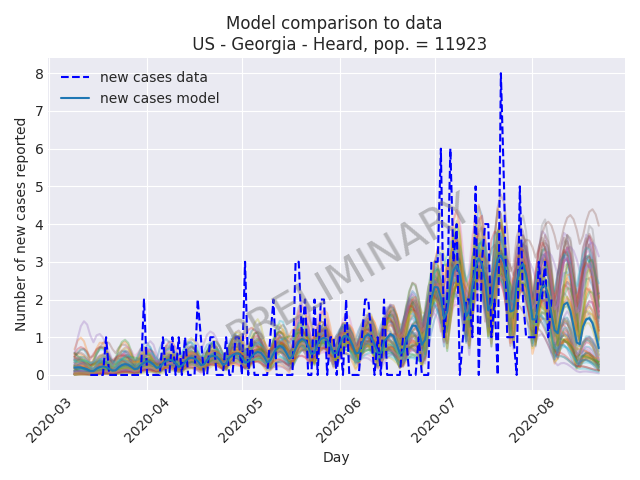 Model comparison to data
US - Georgia - Heard, pop. = 11923
new cases data
new cases model
Number of new cases reported
8
7
6
5
4
3
2
1
0
PRELIMINARY
2020-03
2020-04
2020-05
2020-06
2020-07
2020-08
Day